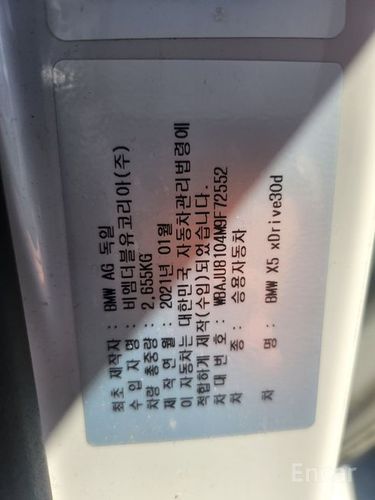 최초 제작자 : BMW AG 독일
수 입 자 명 : 비엠더블유코리아(주)
차량 총중량 : 2,655KG
제 작 연 월 : 2021년 01월
이 자동차는 대한민국 자동차관리법령에
적합하게 제작(수입)되었습니다.
차 대 번 호 : WBAJU8104M9F72552
차 종 : 승용자동차
차 명 : BMW X5 xDrive30d
Encar